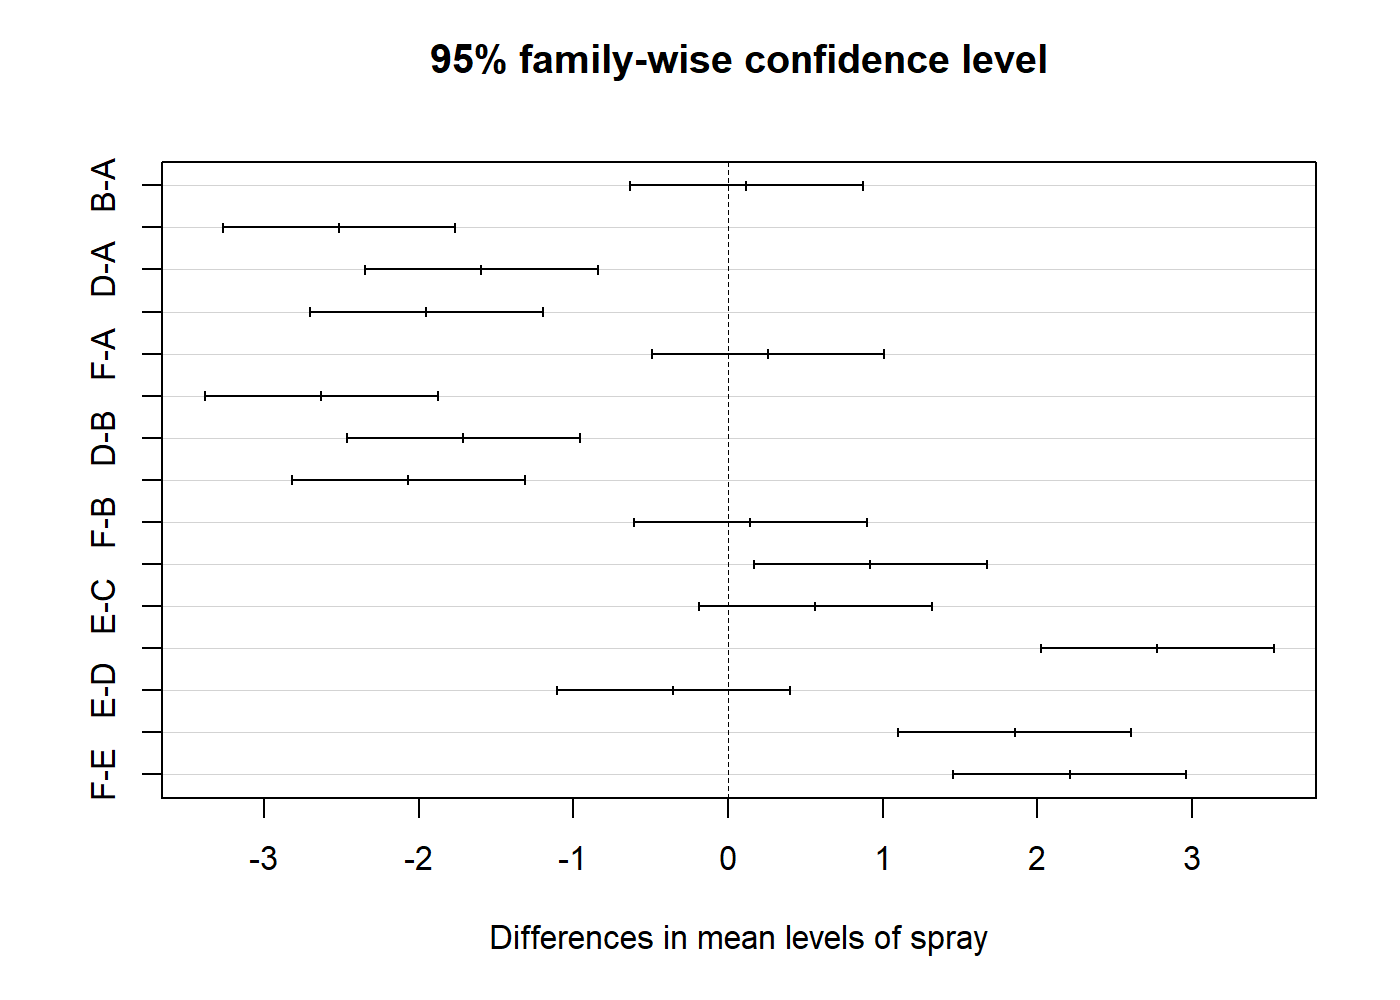 95% family-wise confidence level
B-A
D-A
F-A
D-B
F-B
E-C
E-D
F-E
-3 -2 -1 0 1 2 3
Differences in mean levels of spray